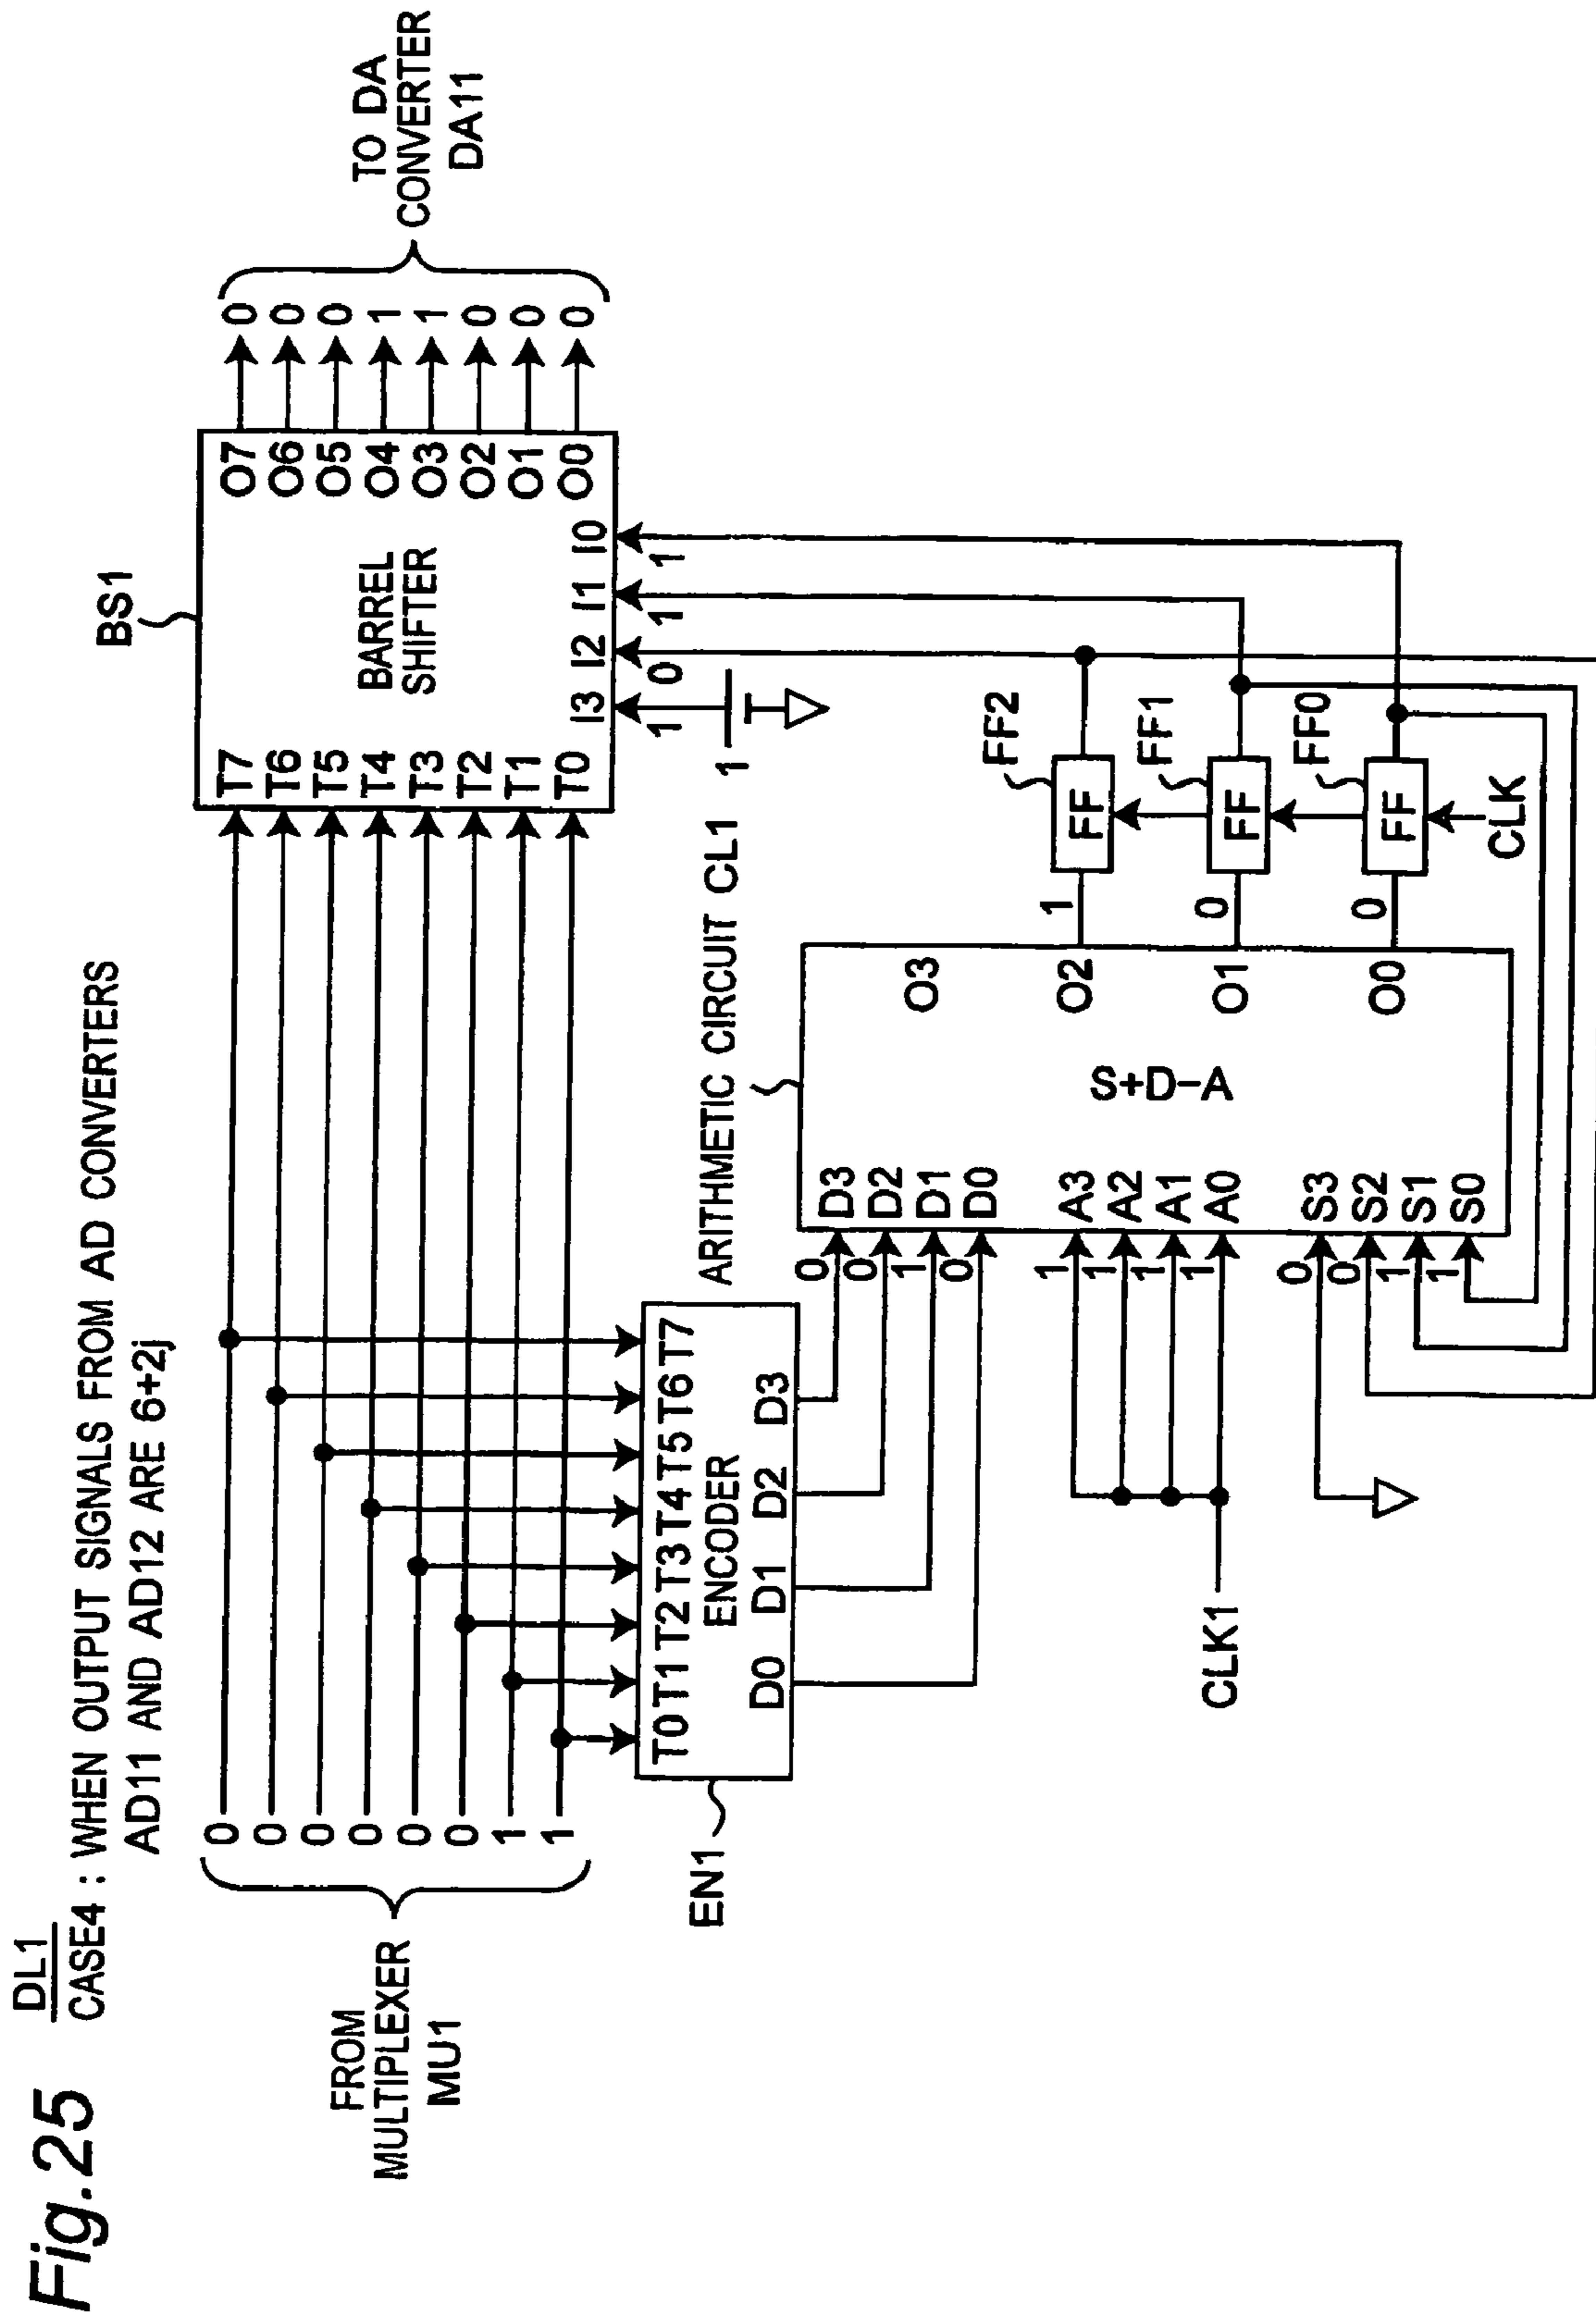 Fig.25
DL1
CASE4 : WHEN OUTPUT SIGNALS FROM AD CONVERTERS
AD11 AND AD12 ARE 6+2j
FROM
MULTIPLEXER
MU1
0
0
0
0
0
0
1
1
BS1
T7
T6
T5
T4
T3
T2
T1
T0
BARREL
SHIFTER
O7
O6
O5
O4
O3
O2
O1
O0
I3 I2 I1 I0
0
0
0
1
1
0
0
0
TO DA
CONVERTER
DA11
1 0 1 1
1
EN1
T0 T1 T2 T3 T4 T5 T6 T7
ENCODER
D0 D1 D2 D3
ARITHMETIC CIRCUIT CL1
0
0
1
0
D3
D2
D1
D0
1
1
1
1
A3
A2
A1
A0
0
0
1
1
S3
S2
S1
S0
S+D-A
O3
O2
O1
O0
1
0
0
FF
FF2
FF
FF1
FF
FF0
CLK
CLK1